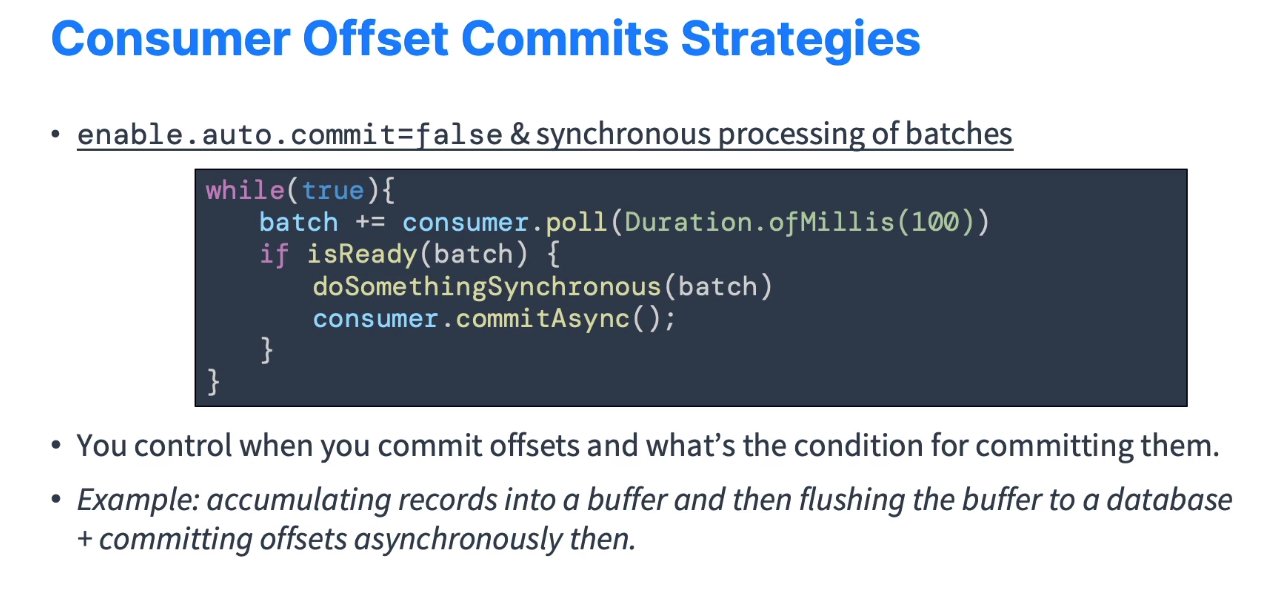 Consumer Offset Commits Strategies
• enable.auto.commit=false & synchronous processing of batches
while(true){
batch += consumer.poll(Duration.ofMillis(100))
if isReady(batch) {
doSomethingSynchronous(batch)
consumer.commitAsync();
}
}
• You control when you commit offsets and what's the condition for committing them.
• Example: accumulating records into a buffer and then flushing the buffer to a database
+ committing offsets asynchronously then.